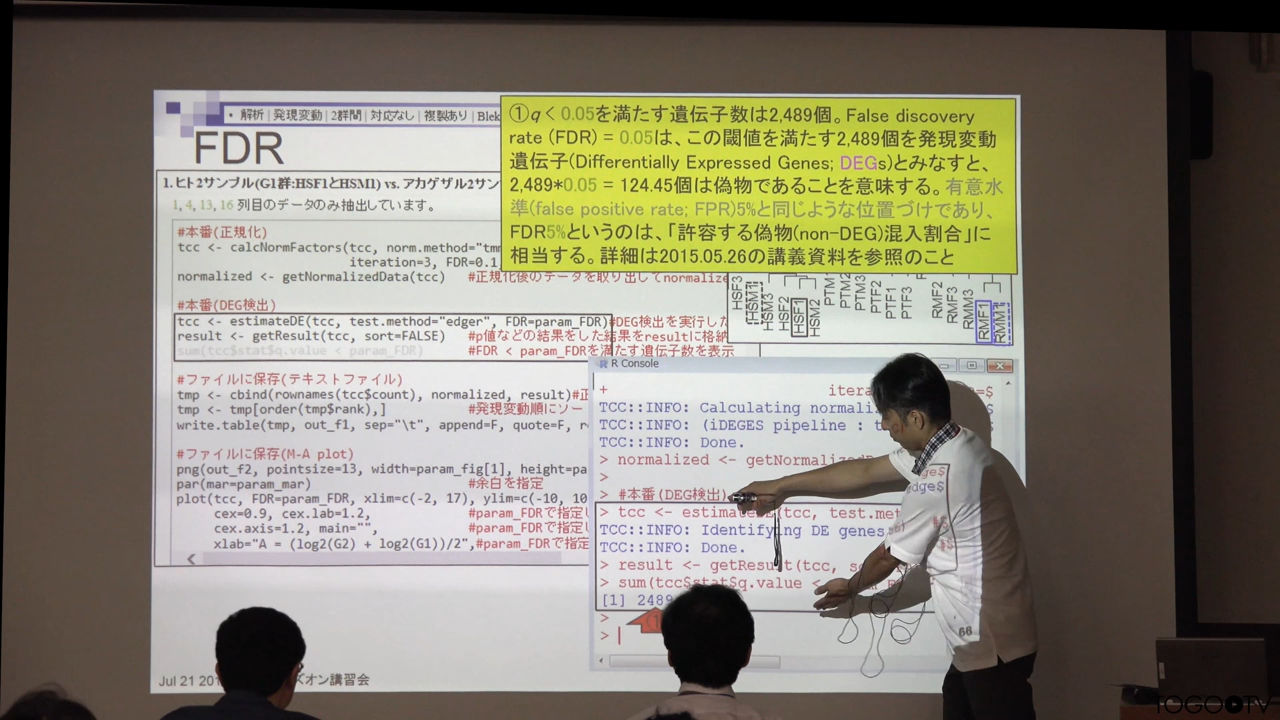 • 解析 | 発現変動 | 2群間 | 対応なし | 複製あり | Blek
FDR
①q < 0.05を満たす遺伝子数は2,489個。False discovery
rate (FDR) = 0.05は、この閾値を満たす2,489個を発現変動
遺伝子(Differentially Expressed Genes; DEGs)とみなすと、
2,489*0.05 = 124.45個は偽物であることを意味する。有意水
準(false positive rate; FPR)5%と同じような位置づけであり、
FDR5%というのは、「許容する偽物(non-DEG)混入割合」に
相当する。詳細は2015.05.26の講義資料を参照のこと
1. ヒト2サンプル(G1群:HSF1とHSM1) vs. アカゲザル2サン
1, 4, 13, 16 列目のデータのみ抽出しています。
#本番(正規化)
tcc <- calcNormFactors(tcc, norm.method="tmm
iteration=3, FDR=0.1,
normalized <- getNormalizedData(tcc) #正規化後のデータを取り出してnormalize
#本番(DEG検出)
tcc <- estimateDE(tcc, test.method="edger", FDR=param_FDR)#DEG検出を実行した
result <- getResult(tcc, sort=FALSE) #p値などの結果をした結果をresultに格納
sum(tcc$stat$q.value < param_FDR) #FDR < param_FDRを満たす遺伝子数を表示
#ファイルに保存(テキストファイル)
tmp <- cbind(rownames(tcc$count), normalized, result)#正
tmp <- tmp[order(tmp$rank),] #発現変動順にソー
write.table(tmp, out_f1, sep="\t", append=F, quote=F, r
#ファイルに保存(M-A plot)
png(out_f2, pointsize=13, width=param_fig[1], height=pa
par(mar=param_mar) #余白を指定
plot(tcc, FDR=param_FDR, xlim=c(-2, 17), ylim=c(-10, 10
cex=0.9, cex.lab=1.2, #param_FDRで指定し
cex.axis=1.2, main="", #param_FDRで指定
xlab="A = (log2(G2) + log2(G1))/2",#param_FDRで指定
HSF3
HSM1
HSM3
HSF2
HSF1
HSM2
PTM1
PTM2
PTM3
PTF2
PTF1
PTF3
RMF2
RMF3
RMM3
RMF1
RMM1
R Console
+ itera =$
TCC::INFO: Calculating normali
TCC::INFO: (iDEGES pipeline : t
TCC::INFO: Done.
> normalized <- getNormalizedD
>
> #本番(DEG検出)
> tcc <- estimateDE(tcc, test.met edge$
TCC::INFO: Identifying DE genes
TCC::INFO: Done.
> result <- getResult(tcc, so
> sum(tcc$stat$q.value <
[1] 2489
>
> |
66
Jul 21 201 ズオン講習会
TOGOTV